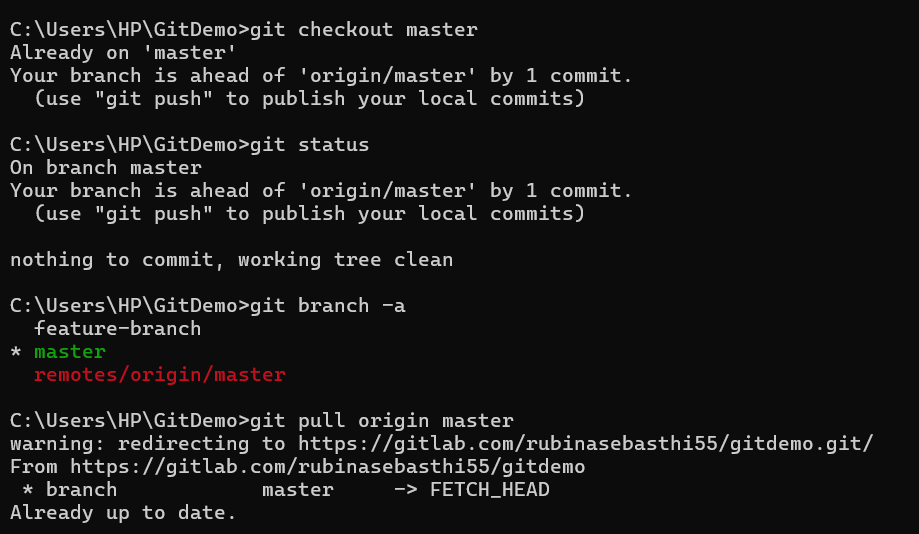 C:\Users\HP\GitDemo>git checkout master
Already on 'master'
Your branch is ahead of 'origin/master' by 1 commit.
  (use "git push" to publish your local commits)

C:\Users\HP\GitDemo>git status
On branch master
Your branch is ahead of 'origin/master' by 1 commit.
  (use "git push" to publish your local commits)

nothing to commit, working tree clean

C:\Users\HP\GitDemo>git branch -a
  feature-branch
* master
  remotes/origin/master

C:\Users\HP\GitDemo>git pull origin master
warning: redirecting to https://gitlab.com/rubinasebasthi55/gitdemo.git/
From https://gitlab.com/rubinasebasthi55/gitdemo
 * branch            master     -> FETCH_HEAD
Already up to date.